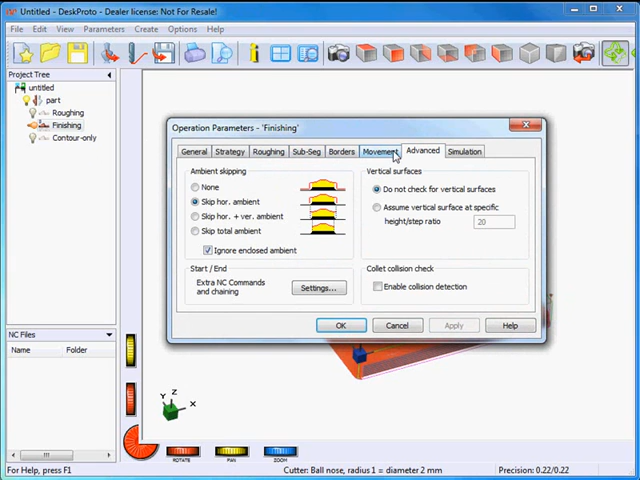 Untitled - DeskProto - Dealer license: Not For Resale!
File Edit View Parameters Create Options Help
Project Tree
untitled
part
Roughing
Finishing
Contour-only
NC Files
Name Folder
Operation Parameters - 'Finishing'
General Strategy Roughing Sub-Seg Borders Movement Advanced Simulation
Ambient skipping
None
Skip hor. ambient
Skip hor. + ver. ambient
Skip total ambient
Ignore enclosed ambient
Vertical surfaces
Do not check for vertical surfaces
Assume vertical surface at specific
height/step ratio 20
Start / End
Extra NC Commands
and chaining
Settings...
Collet collision check
Enable collision detection
OK Cancel Apply Help
Z
Y
X
ROTATE PAN ZOOM
For Help, press F1 Cutter: Ball nose, radius 1 = diameter 2 mm Precision: 0.22/0.22